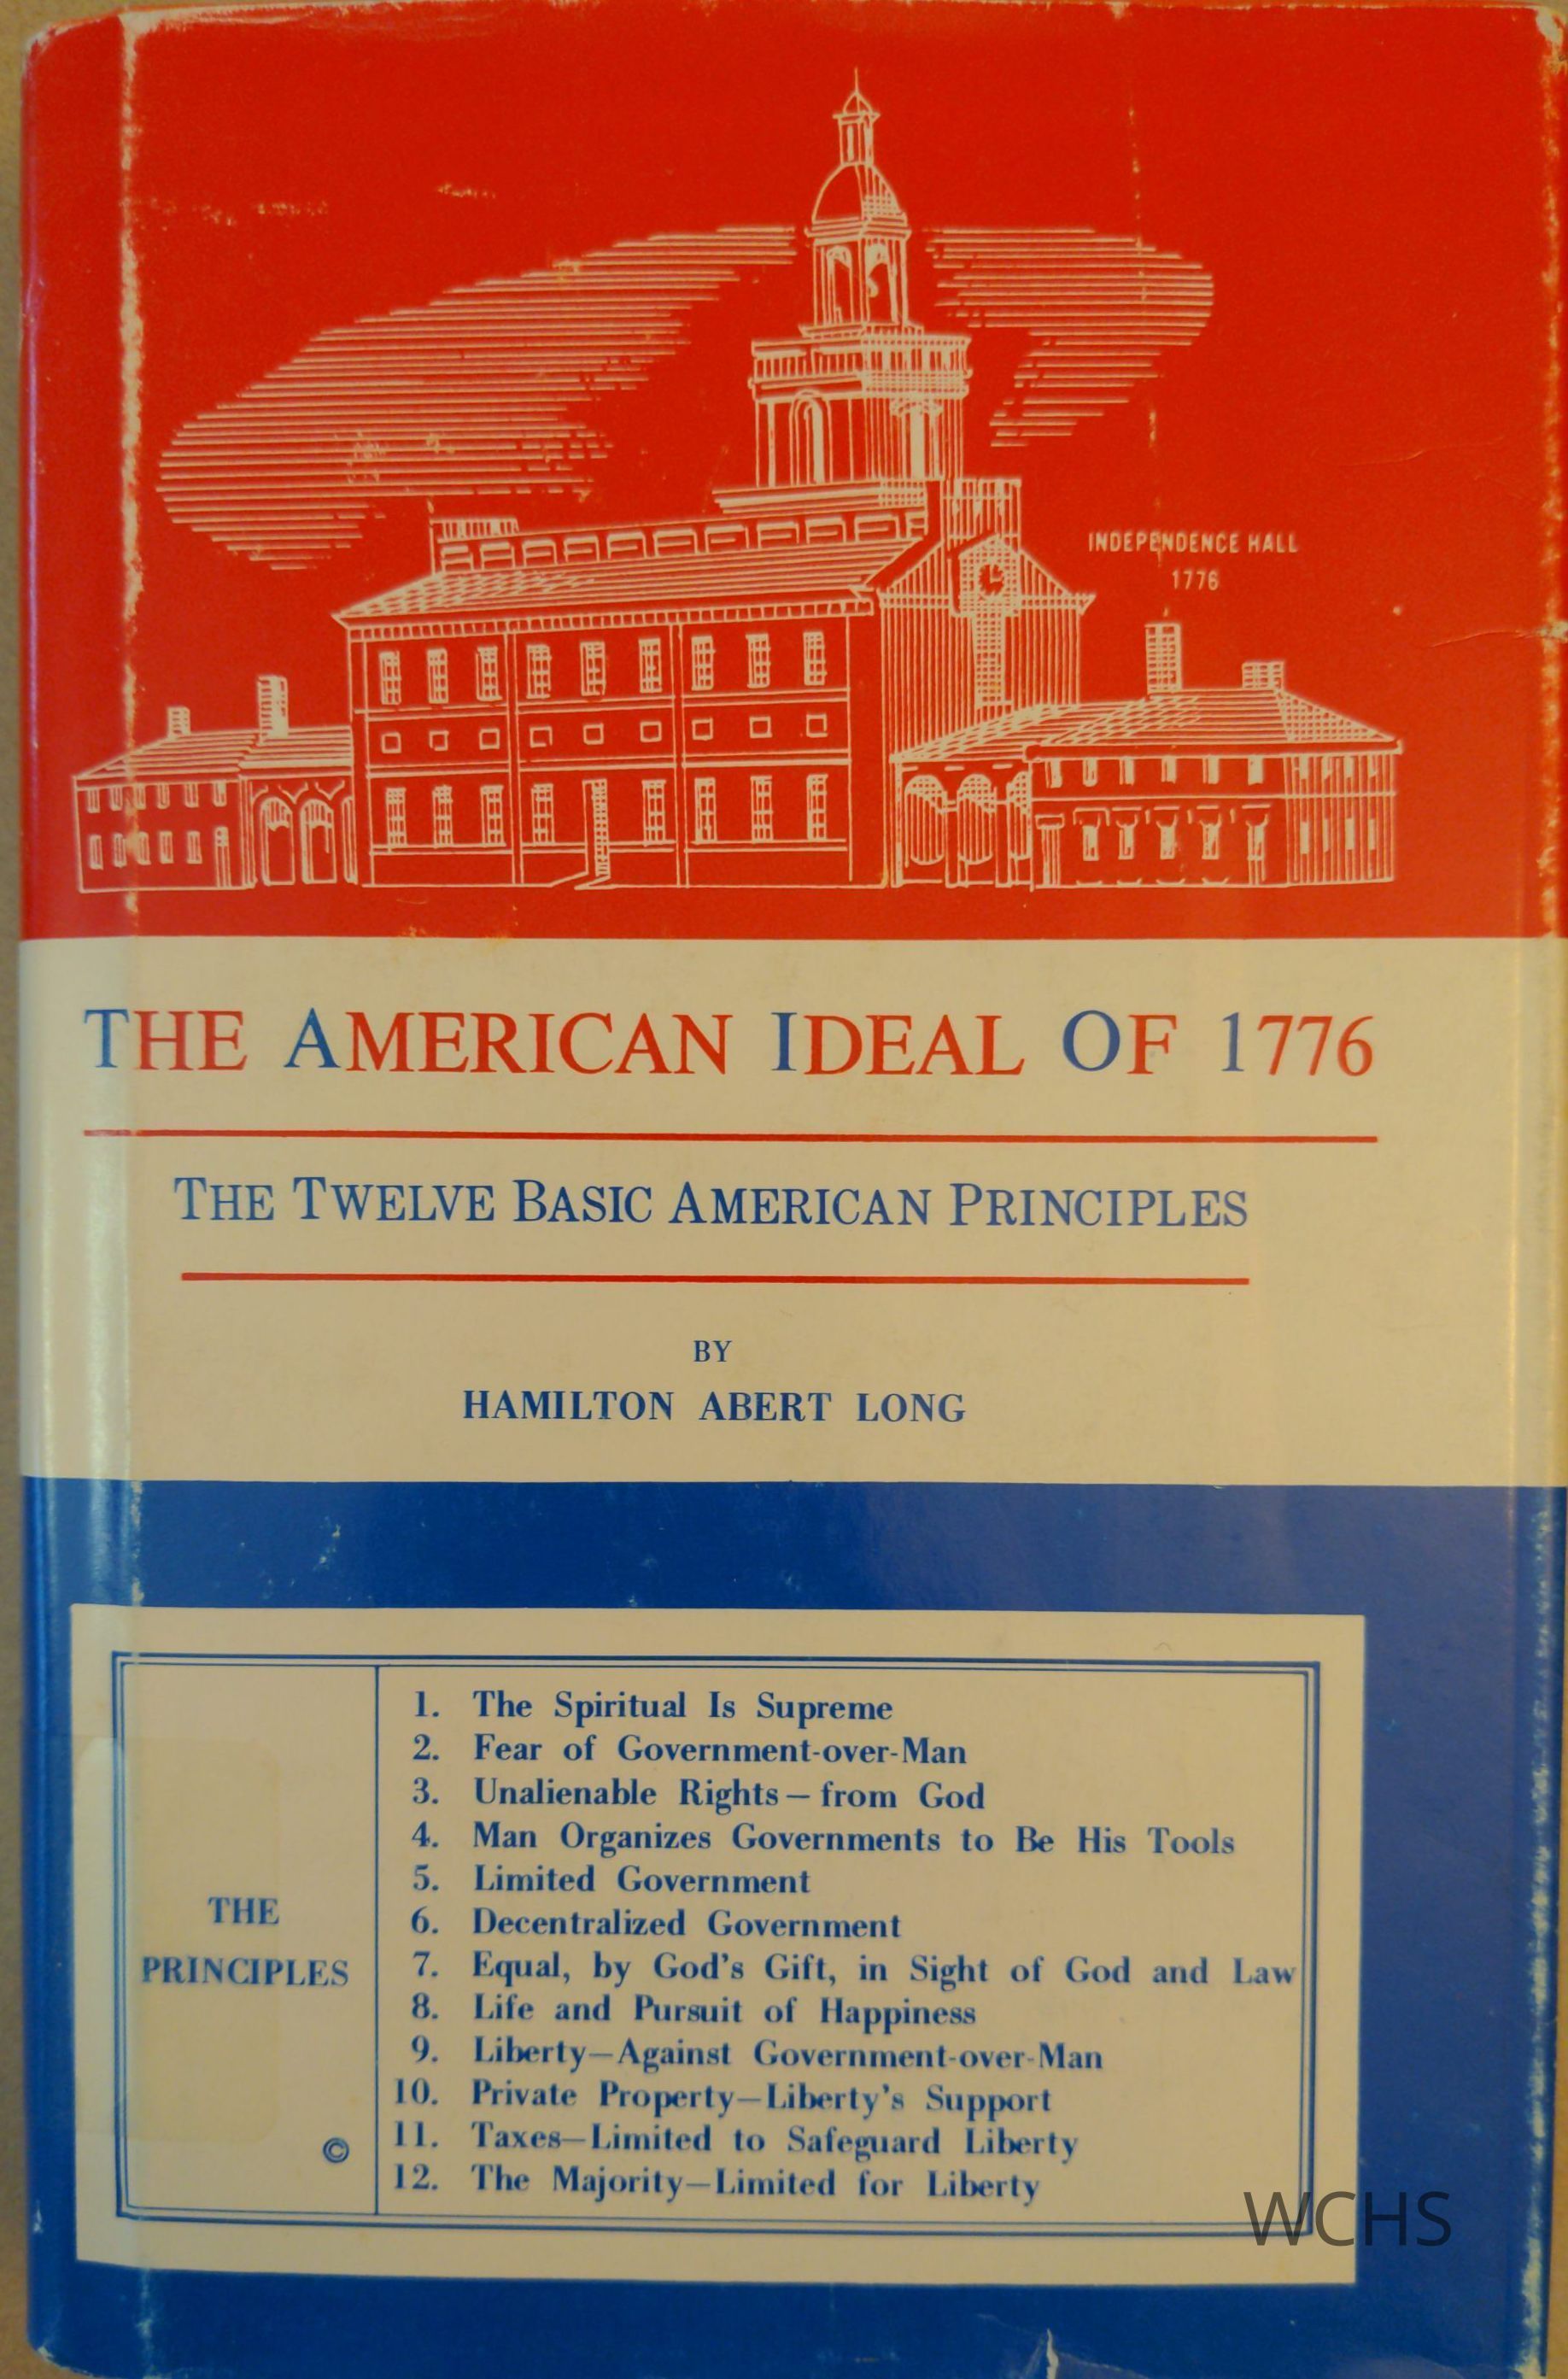 INDEPENDENCE HALL
1776
THE AMERICAN IDEAL OF 1776
THE TWELVE BASIC AMERICAN PRINCIPLES
BY
HAMILTON ABERT LONG
THE
PRINCIPLES
©
1. The Spiritual Is Supreme
2. Fear of Government-over-Man
3. Unalienable Rights – from God
4. Man Organizes Governments to Be His Tools
5. Limited Government
6. Decentralized Government
7. Equal, by God's Gift, in Sight of God and Law
8. Life and Pursuit of Happiness
9. Liberty—Against Government-over-Man
10. Private Property—Liberty's Support
11. Taxes—Limited to Safeguard Liberty
12. The Majority—Limited for Liberty
WCHS